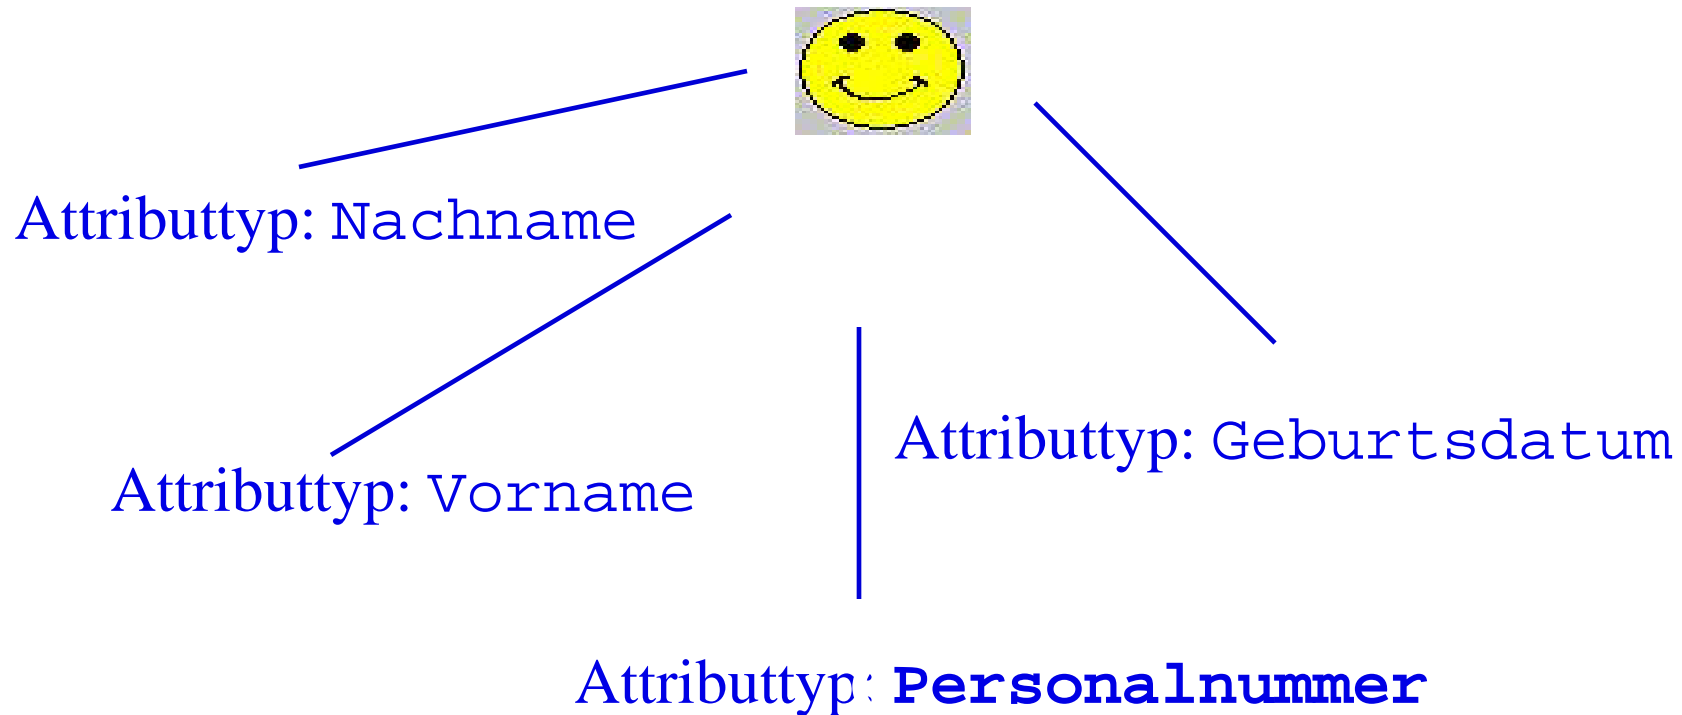 Attributtyp: Nachname
Attributtyp: Geburtsdatum
Attributtyp: Vorname
Attributtyp: Personalnummer